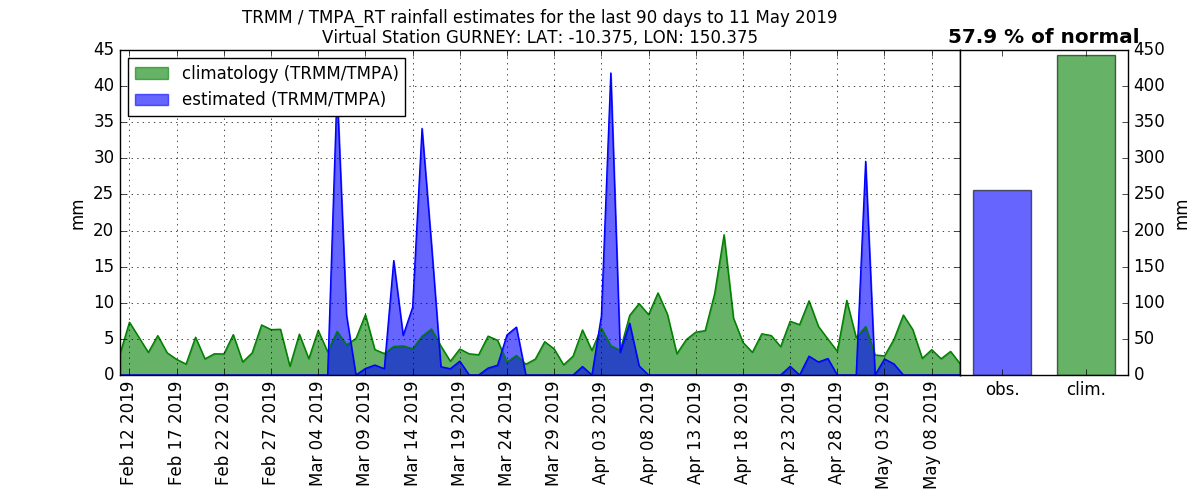 TRMM / TMPA_RT rainfall estimates for the last 90 days to 11 May 2019
Virtual Station GURNEY: LAT: -10.375, LON: 150.375
57.9 % of normal
climatology (TRMM/TMPA)
estimated (TRMM/TMPA)
mm
45
40
35
30
25
20
15
10
5
0
Feb 12 2019
Feb 17 2019
Feb 22 2019
Feb 27 2019
Mar 04 2019
Mar 09 2019
Mar 14 2019
Mar 19 2019
Mar 24 2019
Mar 29 2019
Apr 03 2019
Apr 08 2019
Apr 13 2019
Apr 18 2019
Apr 23 2019
Apr 28 2019
May 03 2019
May 08 2019
450
400
350
300
250
200
150
100
50
0
mm
obs.
clim.